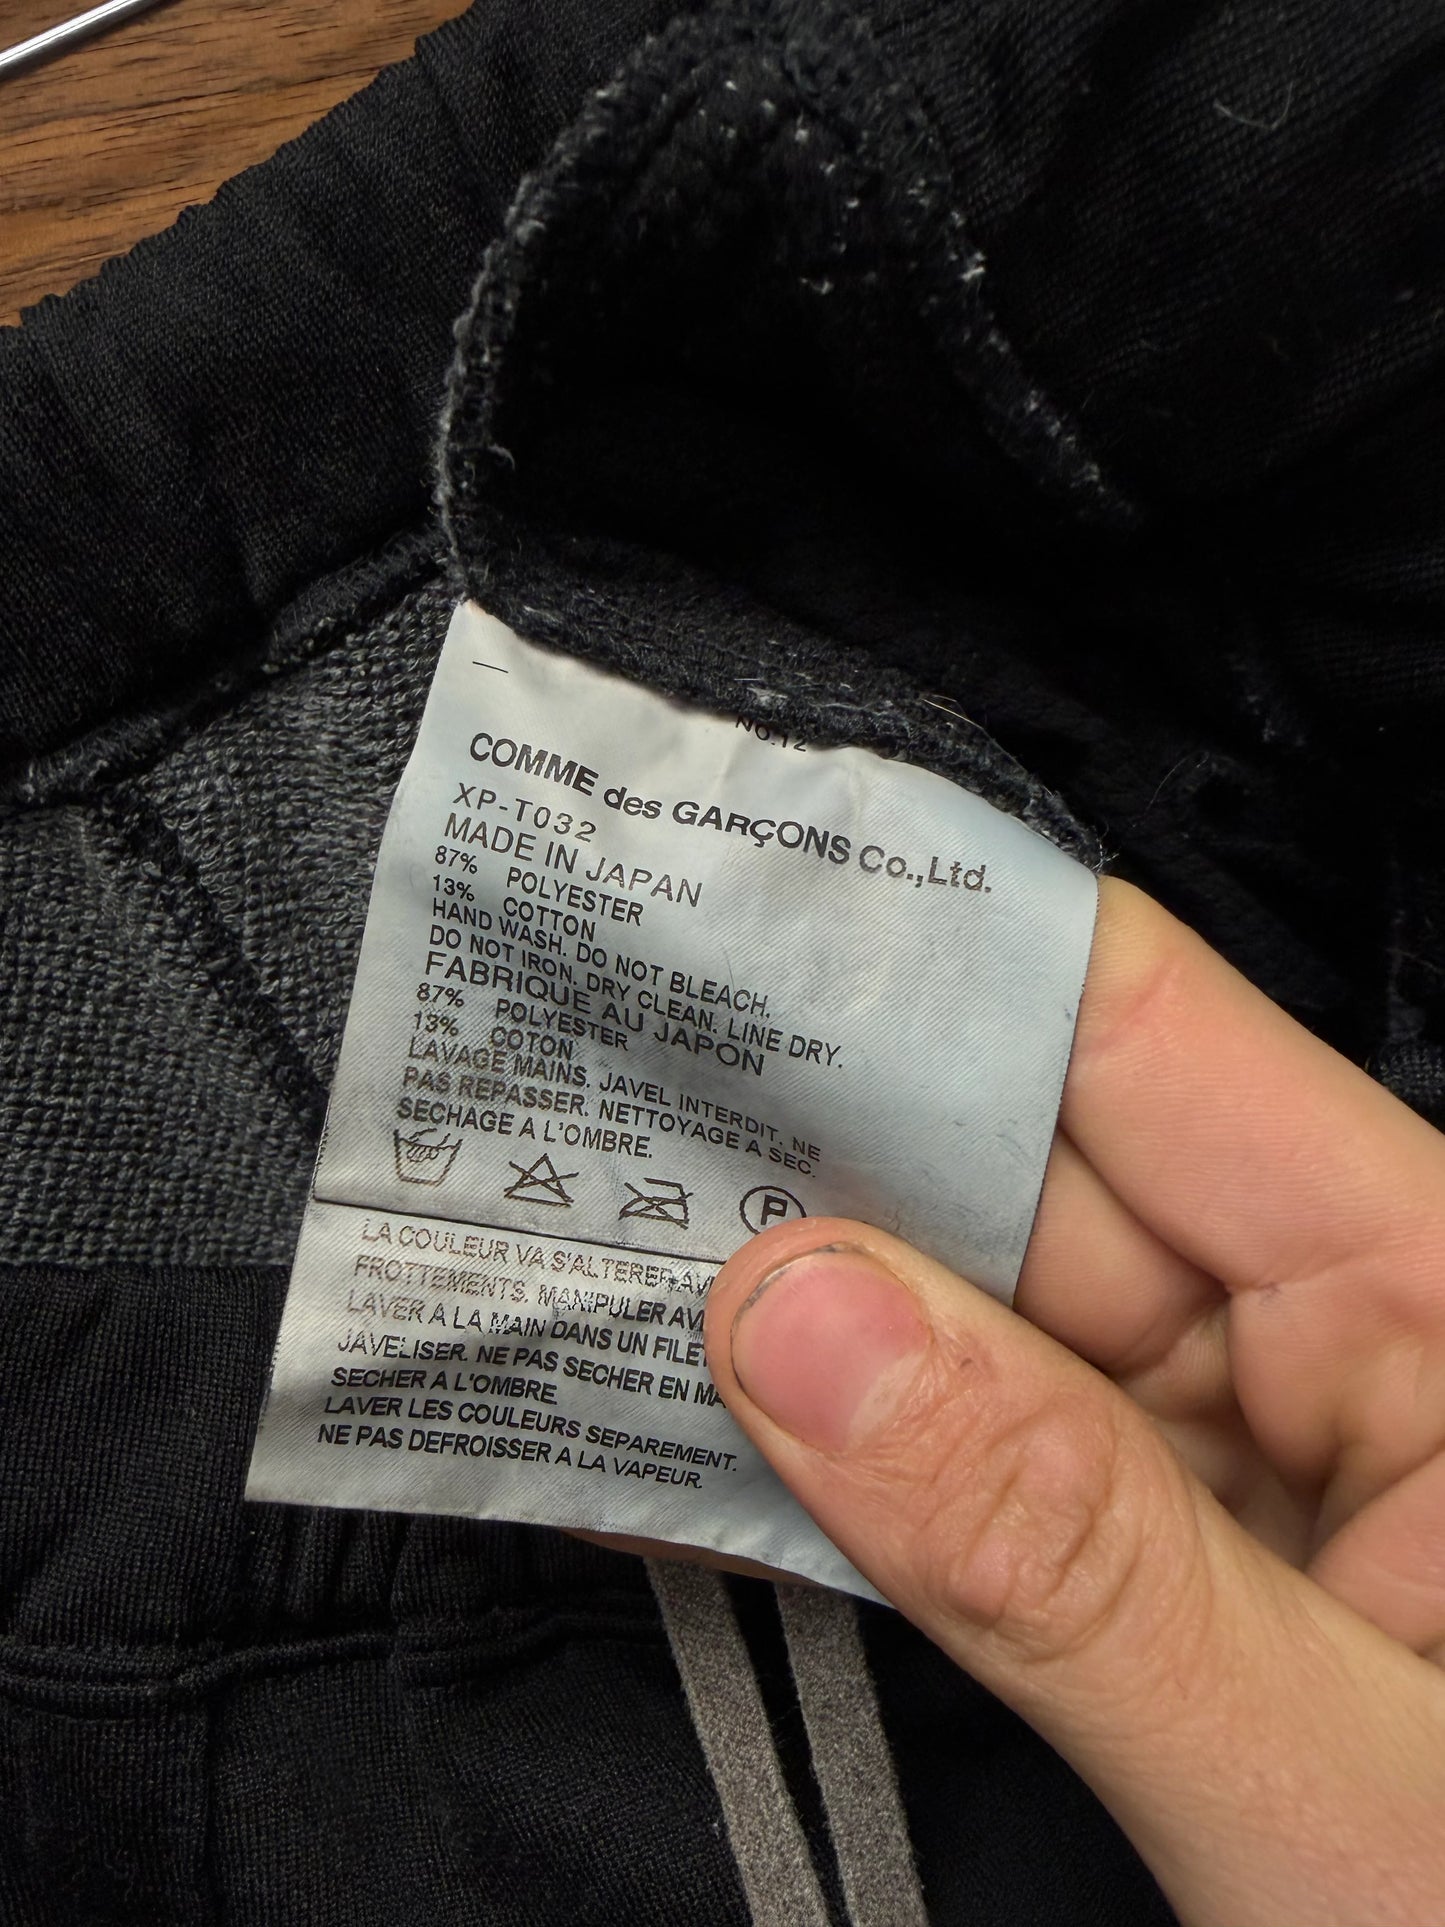 NO.12
COMME des GARÇONS Co.,Ltd.
XP-T032
MADE IN JAPAN
87% POLYESTER
13% COTTON
HAND WASH. DO NOT BLEACH.
DO NOT IRON. DRY CLEAN. LINE DRY.
FABRIQUE AU JAPON
87% POLYESTER
13% COTON
LAVAGE MAINS. JAVEL INTERDIT. NE
PAS REPASSER. NETTOYAGE A SEC.
SECHAGE A L'OMBRE.
P
LA COULEUR VA S'ALTERER
FROTTEMENTS. MANIPULER
LAVER A LA MAIN DANS UN
JAVELISER. NE PAS SECHER EN
SECHER A L'OMBRE
LAVER LES COULEURS SEPAREMENT.
NE PAS DEFROISSER A LA VAPEUR.